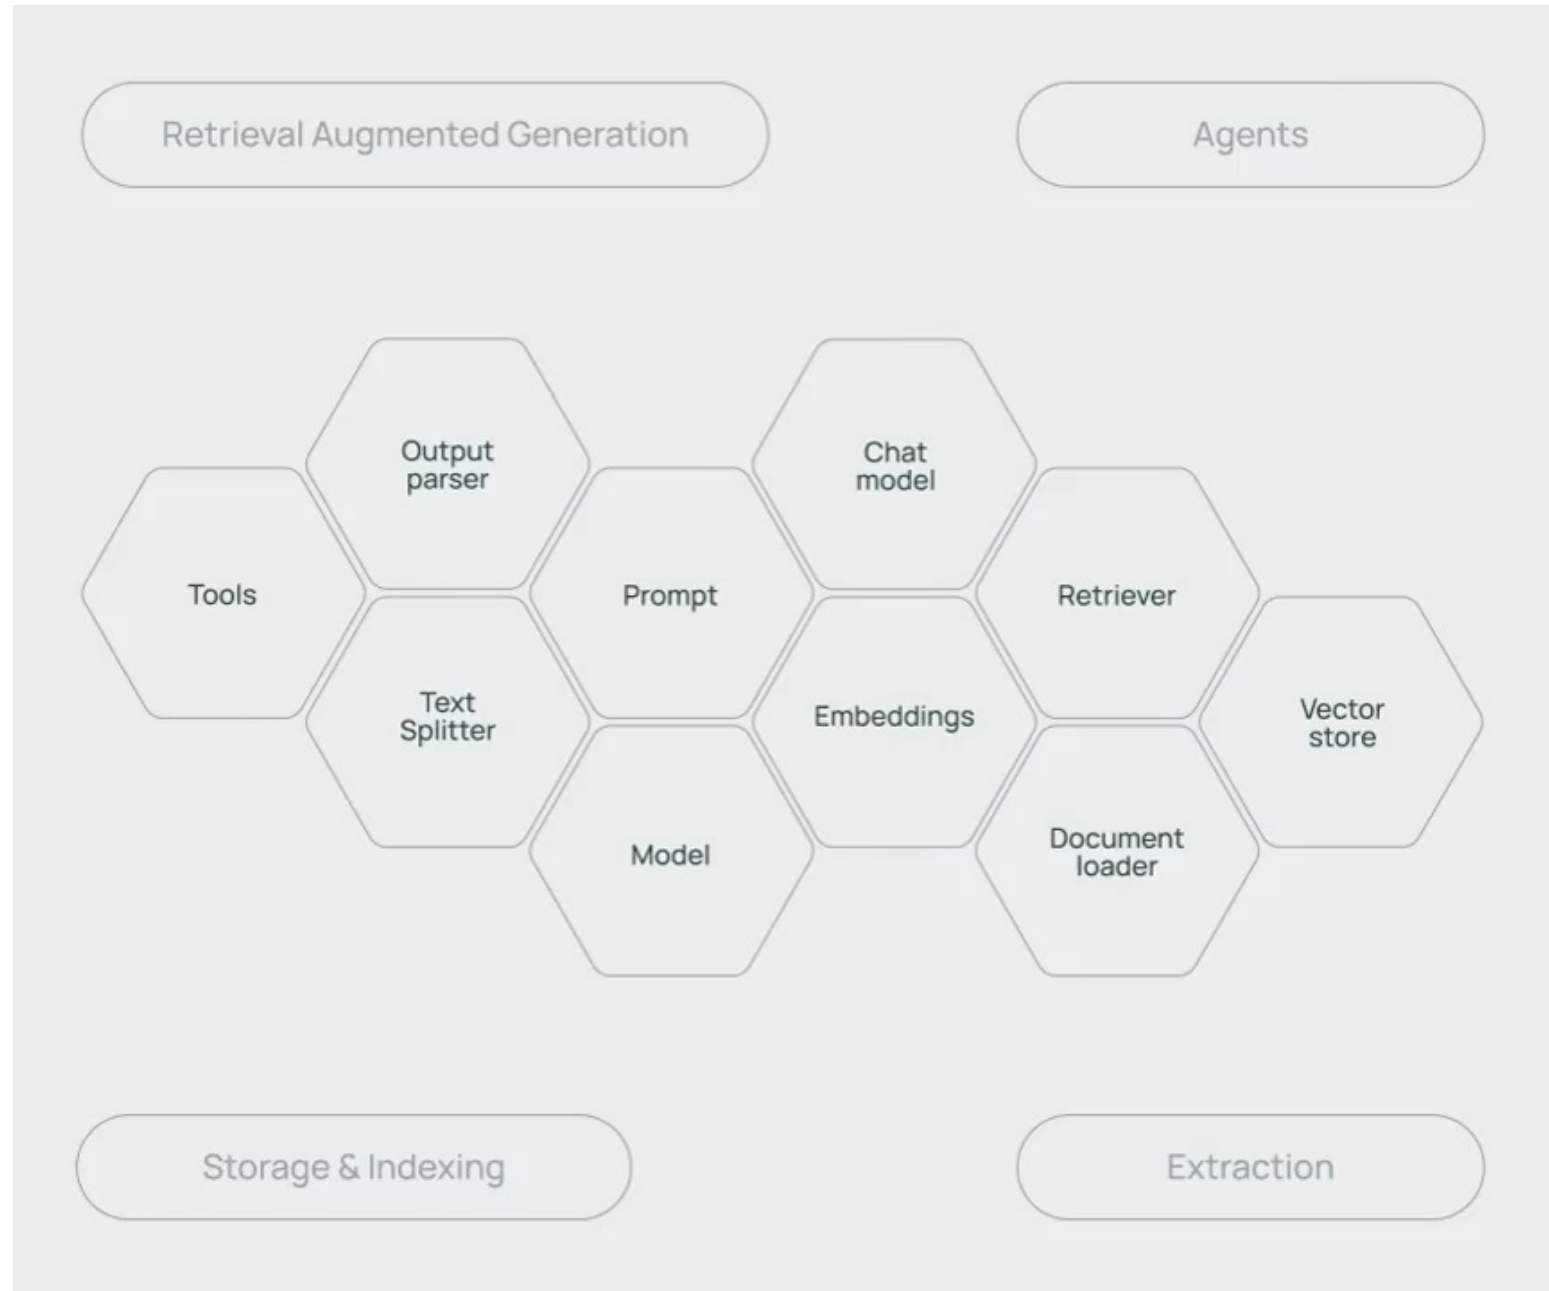 Retrieval Augmented Generation
Agents
Output
parser
Chat
model
Tools
Prompt
Retriever
Text
Splitter
Embeddings
Vector
store
Model
Document
loader
Storage & Indexing
Extraction